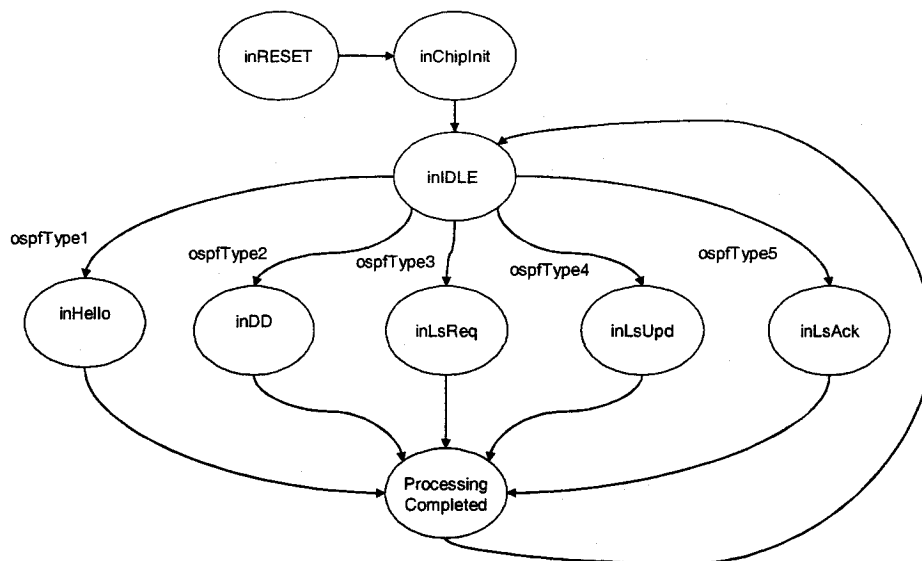 inRESET
inChipInit
inIDLE
ospfType1
ospfType2
ospfType3
ospfType4
ospfType5
inHello
inDD
inLsReq
inLsUpd
inLsAck
Processing
Completed